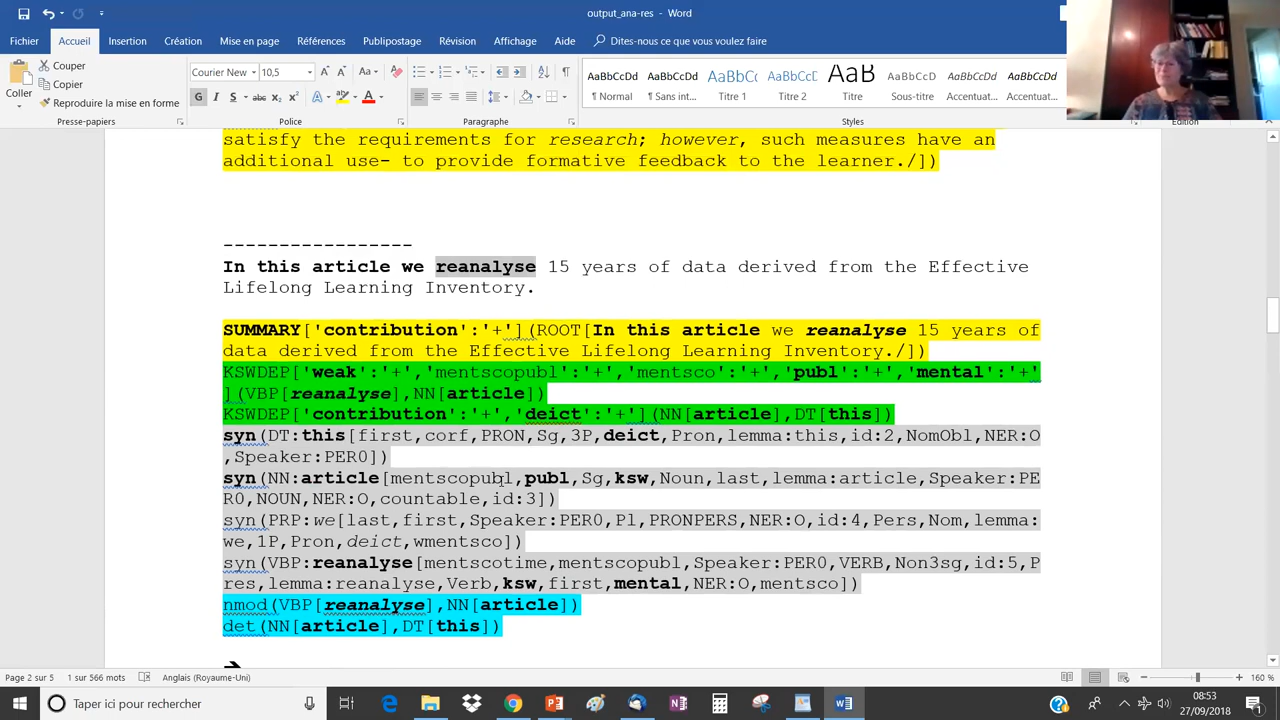 output_ana-res - Word
Fichier Accueil Insertion Création Mise en page Références Publipostage Révision Affichage Aide Dites-nous ce que vous voulez faire
Coller
Couper
Copier
Reproduire la mise en forme
Presse-papiers
Courier New 10,5
G I S abc x₂ x²
Police
Paragraphe
AaBbCcDd AaBbCcDd AaBbC( AaBbCcC AaB AaBbCcD AaBbCcDd AaBbCcDd
¶ Normal ¶ Sans int... Titre 1 Titre 2 Titre Sous-titre Accentuat... Accentuat...
Styles
Édition
satisfy the requirements for research; however, such measures have an
additional use- to provide formative feedback to the learner./])
-----------------
In this article we reanalyse 15 years of data derived from the Effective
Lifelong Learning Inventory.
SUMMARY['contribution':'+'](ROOT[In this article we reanalyse 15 years of
data derived from the Effective Lifelong Learning Inventory./])
KSWDEP['weak':'+','mentscopubl':'+','mentsco':'+','publ':'+','mental':'+'
](VBP[reanalyse],NN[article])
KSWDEP['contribution':'+','deict':'+'](NN[article],DT[this])
syn(DT:this[first,corf,PRON,Sg,3P,deict,Pron,lemma:this,id:2,NomObl,NER:O
,Speaker:PER0])
syn(NN:article[mentscopubl,publ,Sg,ksw,Noun,last,lemma:article,Speaker:PE
R0,NOUN,NER:O,countable,id:3])
syn(PRP:we[last,first,Speaker:PER0,Pl,PRONPERS,NER:O,id:4,Pers,Nom,lemma:
we,1P,Pron,deict,wmentsco])
syn(VBP:reanalyse[mentscotime,mentscopubl,Speaker:PER0,VERB,Non3sg,id:5,P
res,lemma:reanalyse,Verb,ksw,first,mental,NER:O,mentsco])
nmod(VBP[reanalyse],NN[article])
det(NN[article],DT[this])
Page 2 sur 5 1 sur 566 mots Anglais (Royaume-Uni) 160 %
Taper ici pour rechercher
08:53
27/09/2018